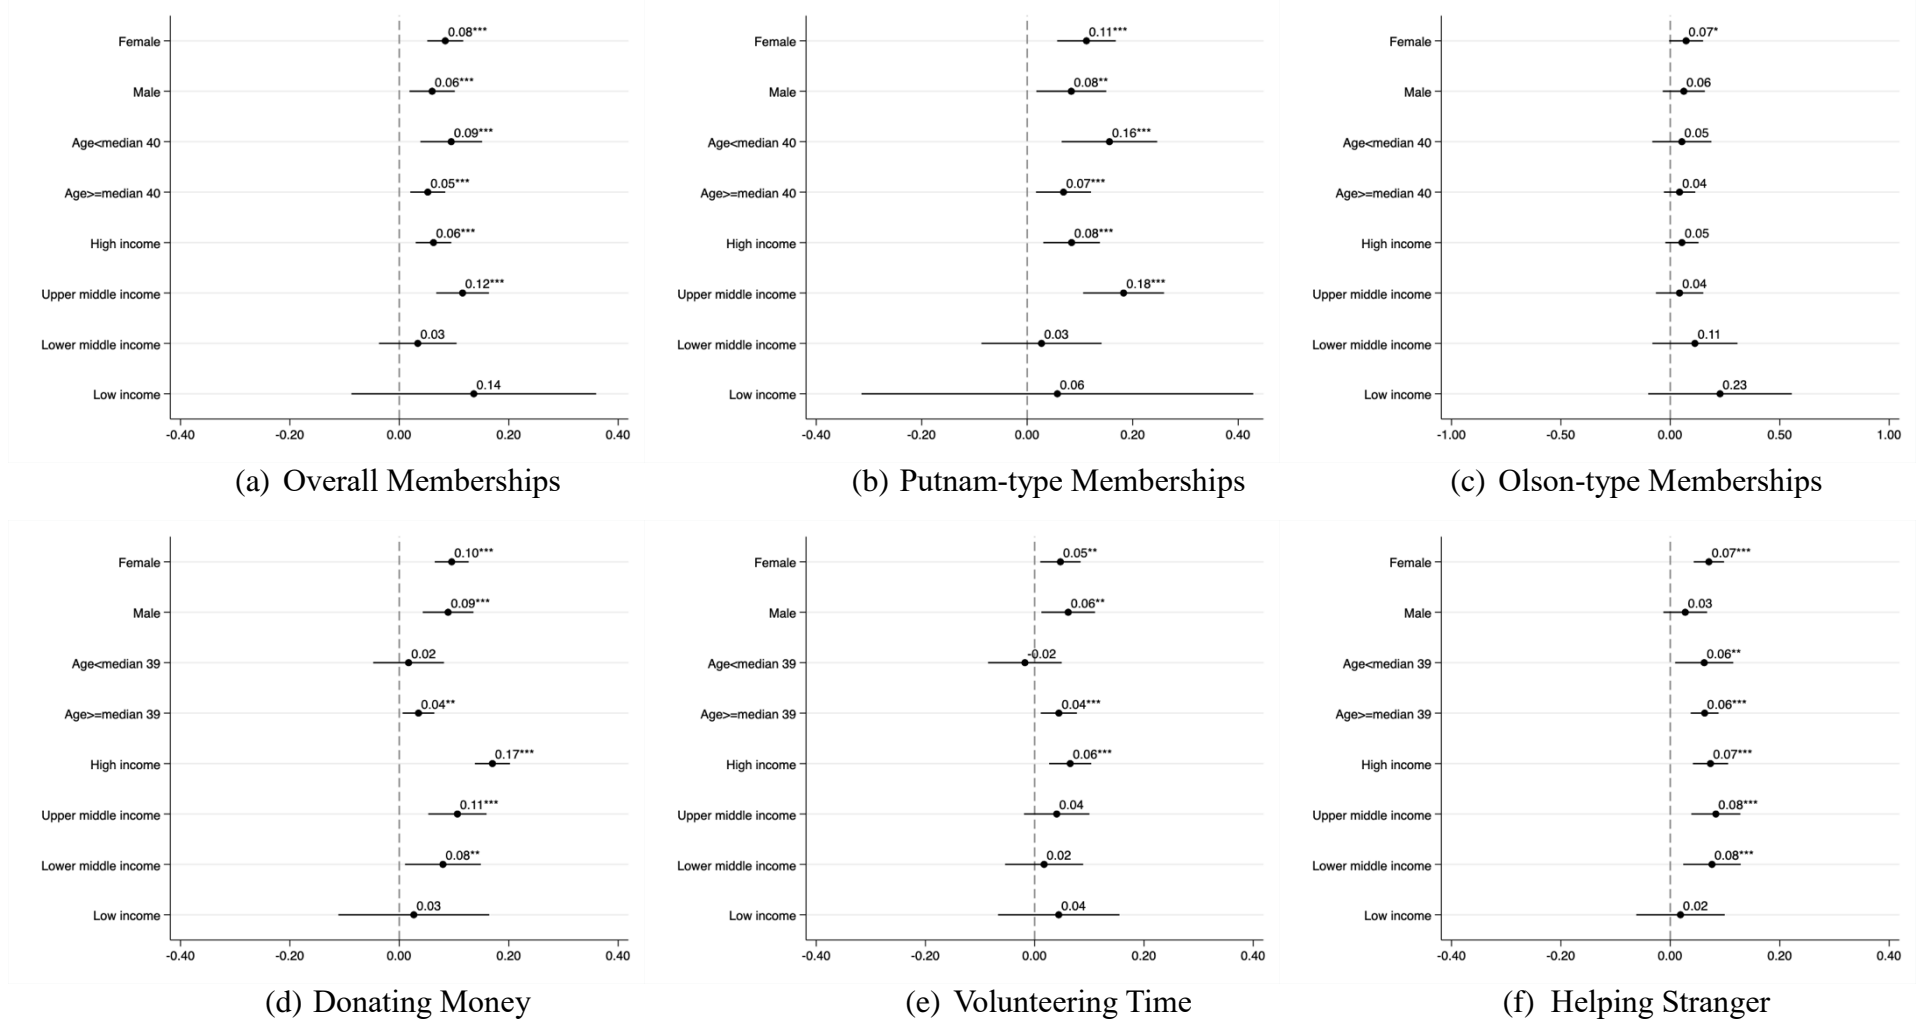 Female
0.08***
Male
0.06***
Age<median 40
0.09***
Age>=median 40
0.05***
High income
0.06***
Upper middle income
0.12***
Lower middle income
0.03
Low income
0.14
-0.40 -0.20 0.00 0.20 0.40
(a) Overall Memberships
Female
0.11***
Male
0.08**
Age<median 40
0.16***
Age>=median 40
0.07***
High income
0.08***
Upper middle income
0.18***
Lower middle income
0.03
Low income
0.06
-0.40 -0.20 0.00 0.20 0.40
(b) Putnam-type Memberships
Female
0.07*
Male
0.06
Age<median 40
0.05
Age>=median 40
0.04
High income
0.05
Upper middle income
0.04
Lower middle income
0.11
Low income
0.23
-1.00 -0.50 0.00 0.50 1.00
(c) Olson-type Memberships
Female
0.10***
Male
0.09***
Age<median 39
0.02
Age>=median 39
0.04**
High income
0.17***
Upper middle income
0.11***
Lower middle income
0.08**
Low income
0.03
-0.40 -0.20 0.00 0.20 0.40
(d) Donating Money
Female
0.05**
Male
0.06**
Age<median 39
-0.02
Age>=median 39
0.04***
High income
0.06***
Upper middle income
0.04
Lower middle income
0.02
Low income
0.04
-0.40 -0.20 0.00 0.20 0.40
(e) Volunteering Time
Female
0.07***
Male
0.03
Age<median 39
0.06**
Age>=median 39
0.06***
High income
0.07***
Upper middle income
0.08***
Lower middle income
0.08***
Low income
0.02
-0.40 -0.20 0.00 0.20 0.40
(f) Helping Stranger